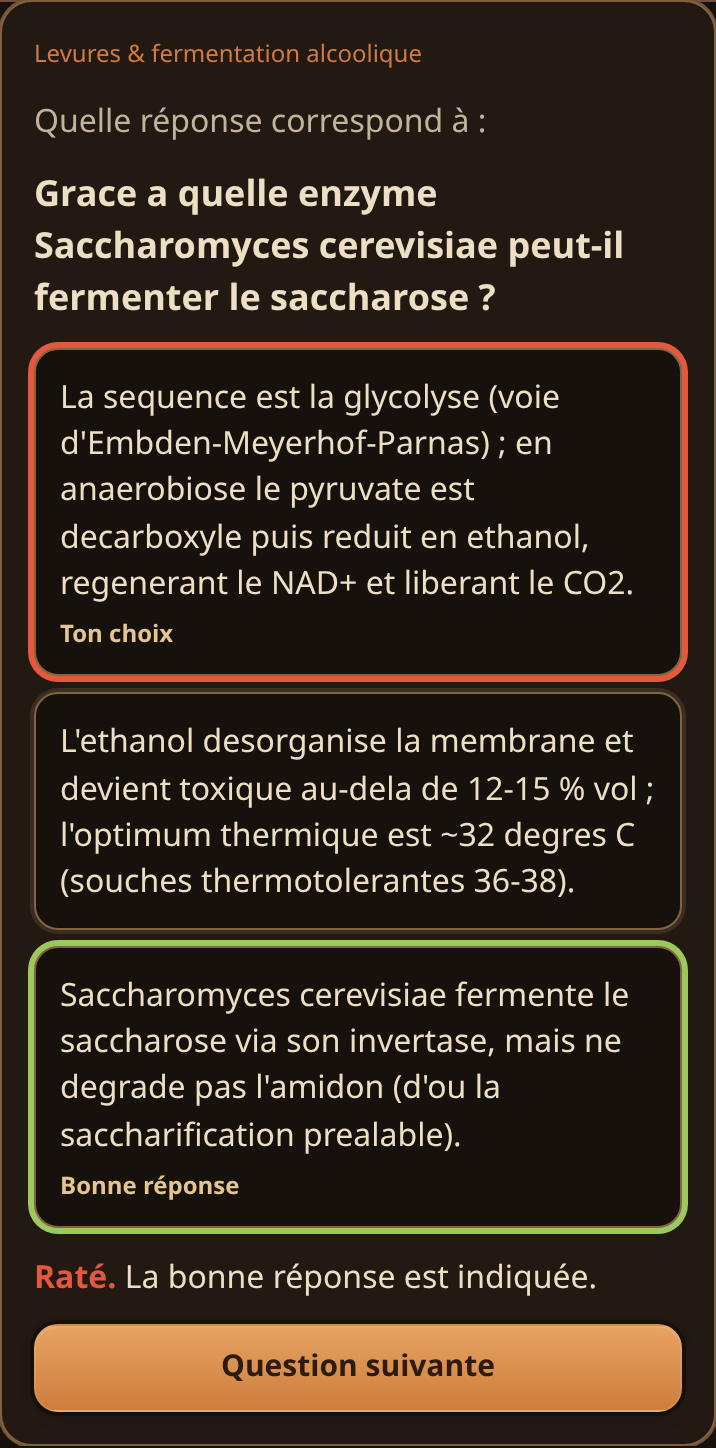 Levures & fermentation alcoolique
Quelle réponse correspond à :
Grace a quelle enzyme
Saccharomyces cerevisiae peut-il
fermenter le saccharose ?
La sequence est la glycolyse (voie
d'Embden-Meyerhof-Parnas) ; en
anaerobiose le pyruvate est
decarboxyle puis reduit en ethanol,
regenerant le NAD+ et liberant le CO2.
Ton choix
L'ethanol desorganise la membrane et
devient toxique au-dela de 12-15 % vol ;
l'optimum thermique est ~32 degres C
(souches thermotolerantes 36-38).
Saccharomyces cerevisiae fermente le
saccharose via son invertase, mais ne
degrade pas l'amidon (d'ou la
saccharification prealable).
Bonne réponse
Raté. La bonne réponse est indiquée.
Question suivante